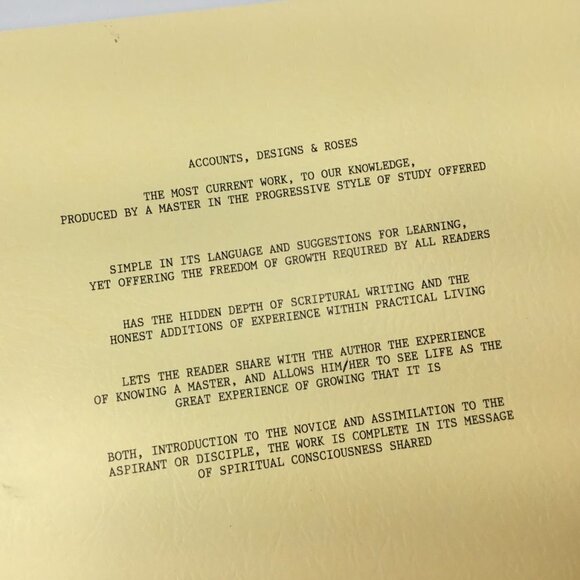 ACCOUNTS, DESIGNS & ROSES
THE MOST CURRENT WORK, TO OUR KNOWLEDGE,
PRODUCED BY A MASTER IN THE PROGRESSIVE STYLE OF STUDY OFFERED
SIMPLE IN ITS LANGUAGE AND SUGGESTIONS FOR LEARNING,
YET OFFERING THE FREEDOM OF GROWTH REQUIRED BY ALL READERS
HAS THE HIDDEN DEPTH OF SCRIPTURAL WRITING AND THE
HONEST ADDITIONS OF EXPERIENCE WITHIN PRACTICAL LIVING
LETS THE READER SHARE WITH THE AUTHOR THE EXPERIENCE
OF KNOWING A MASTER, AND ALLOWS HIM/HER TO SEE LIFE AS THE
GREAT EXPERIENCE OF GROWING THAT IT IS
BOTH, INTRODUCTION TO THE NOVICE AND ASSIMILATION TO THE
ASPIRANT OR DISCIPLE, THE WORK IS COMPLETE IN ITS MESSAGE
OF SPIRITUAL CONSCIOUSNESS SHARED